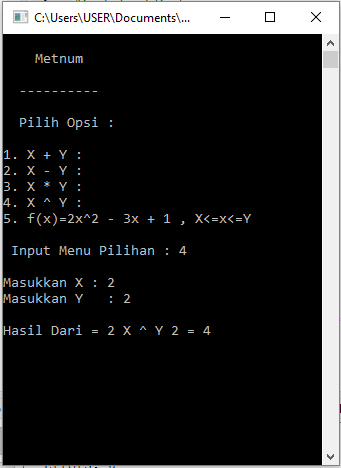 C:\Users\USER\Documents\...
Metnum
----------
Pilih Opsi :
1. X + Y :
2. X - Y :
3. X * Y :
4. X ^ Y :
5. f(x)=2x^2 - 3x + 1 , X<=x<=Y
Input Menu Pilihan : 4
Masukkan X : 2
Masukkan Y   : 2
Hasil Dari = 2 X ^ Y 2 = 4